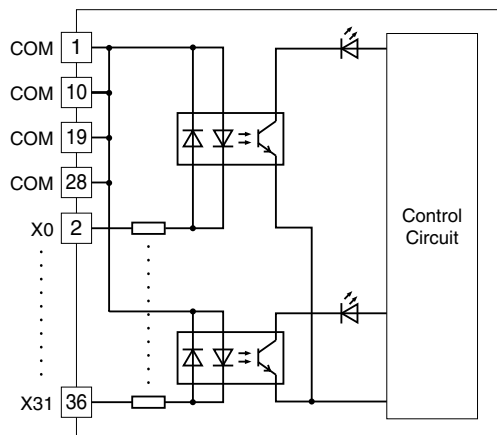 COM 1
COM 10
COM 19
COM 28
X0 2
Control
Circuit
X31 36